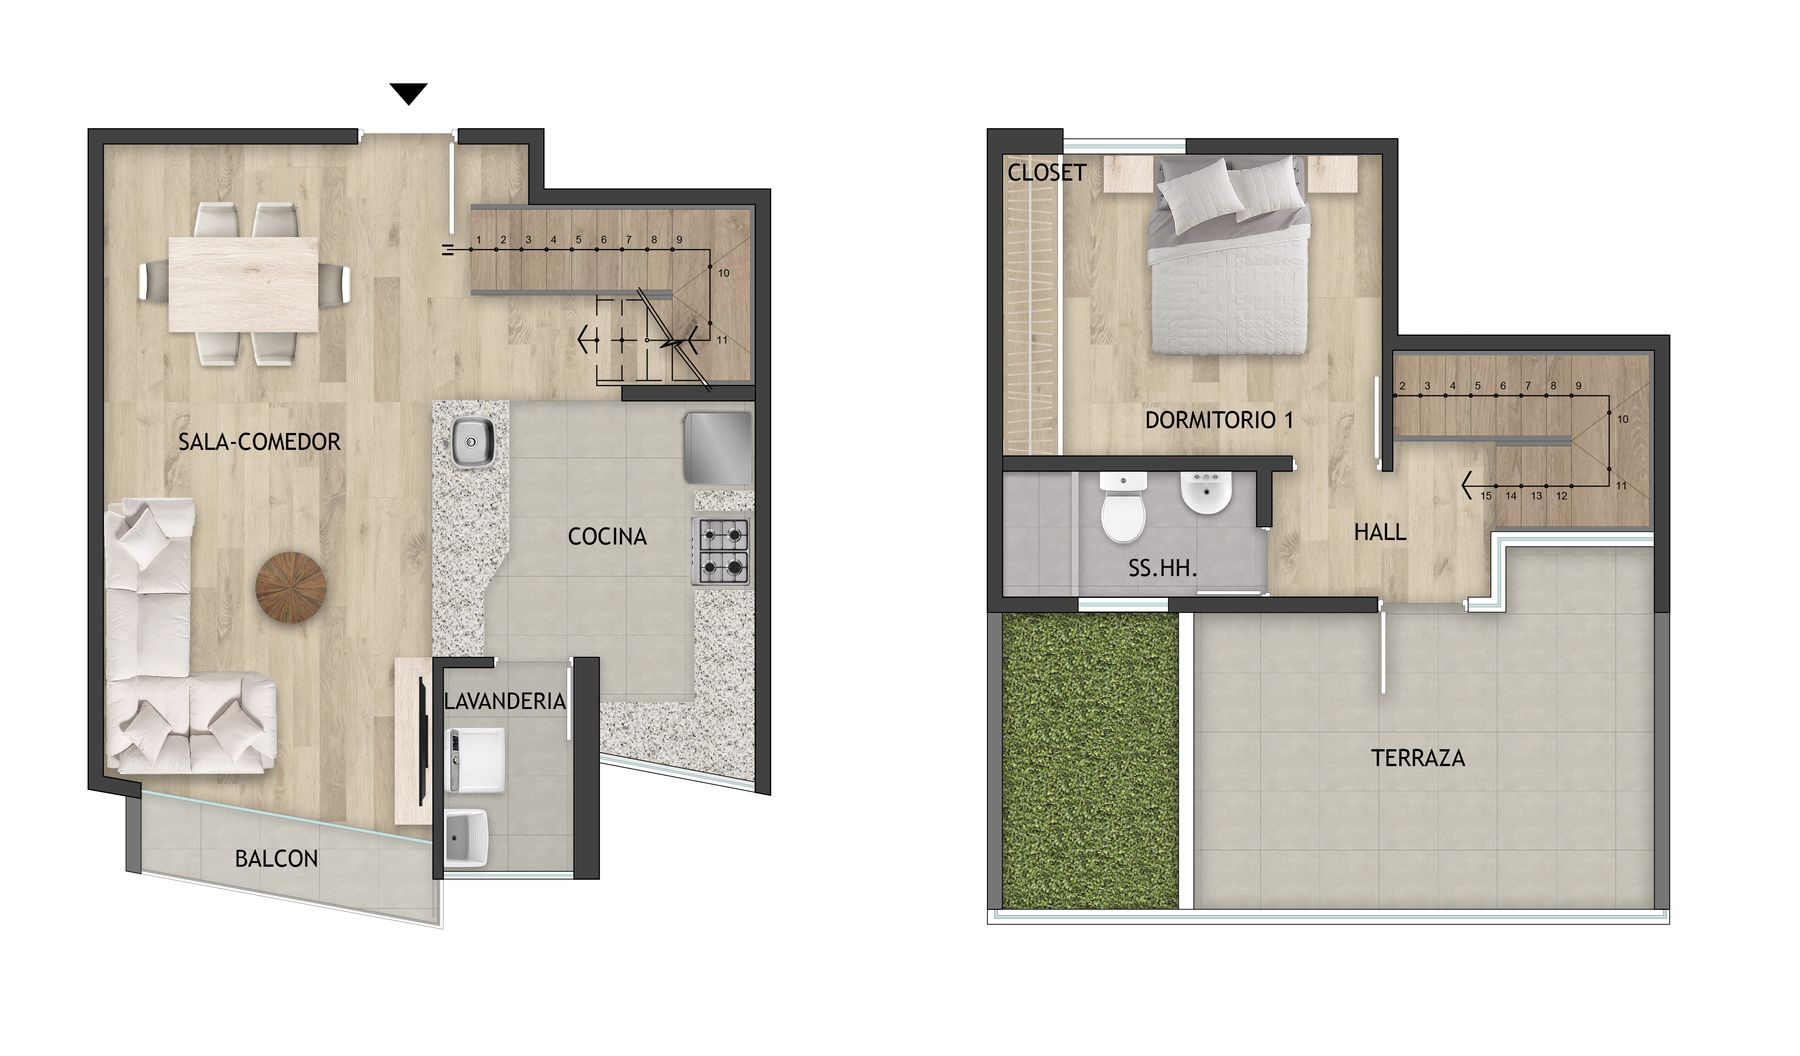 1 2 3 4 5 6 7 8 9
10
11
SALA-COMEDOR
COCINA
LAVANDERIA
BALCON
CLOSET
DORMITORIO 1
2 3 4 5 6 7 8 9
10
11
15 14 13 12
HALL
SS.HH.
TERRAZA